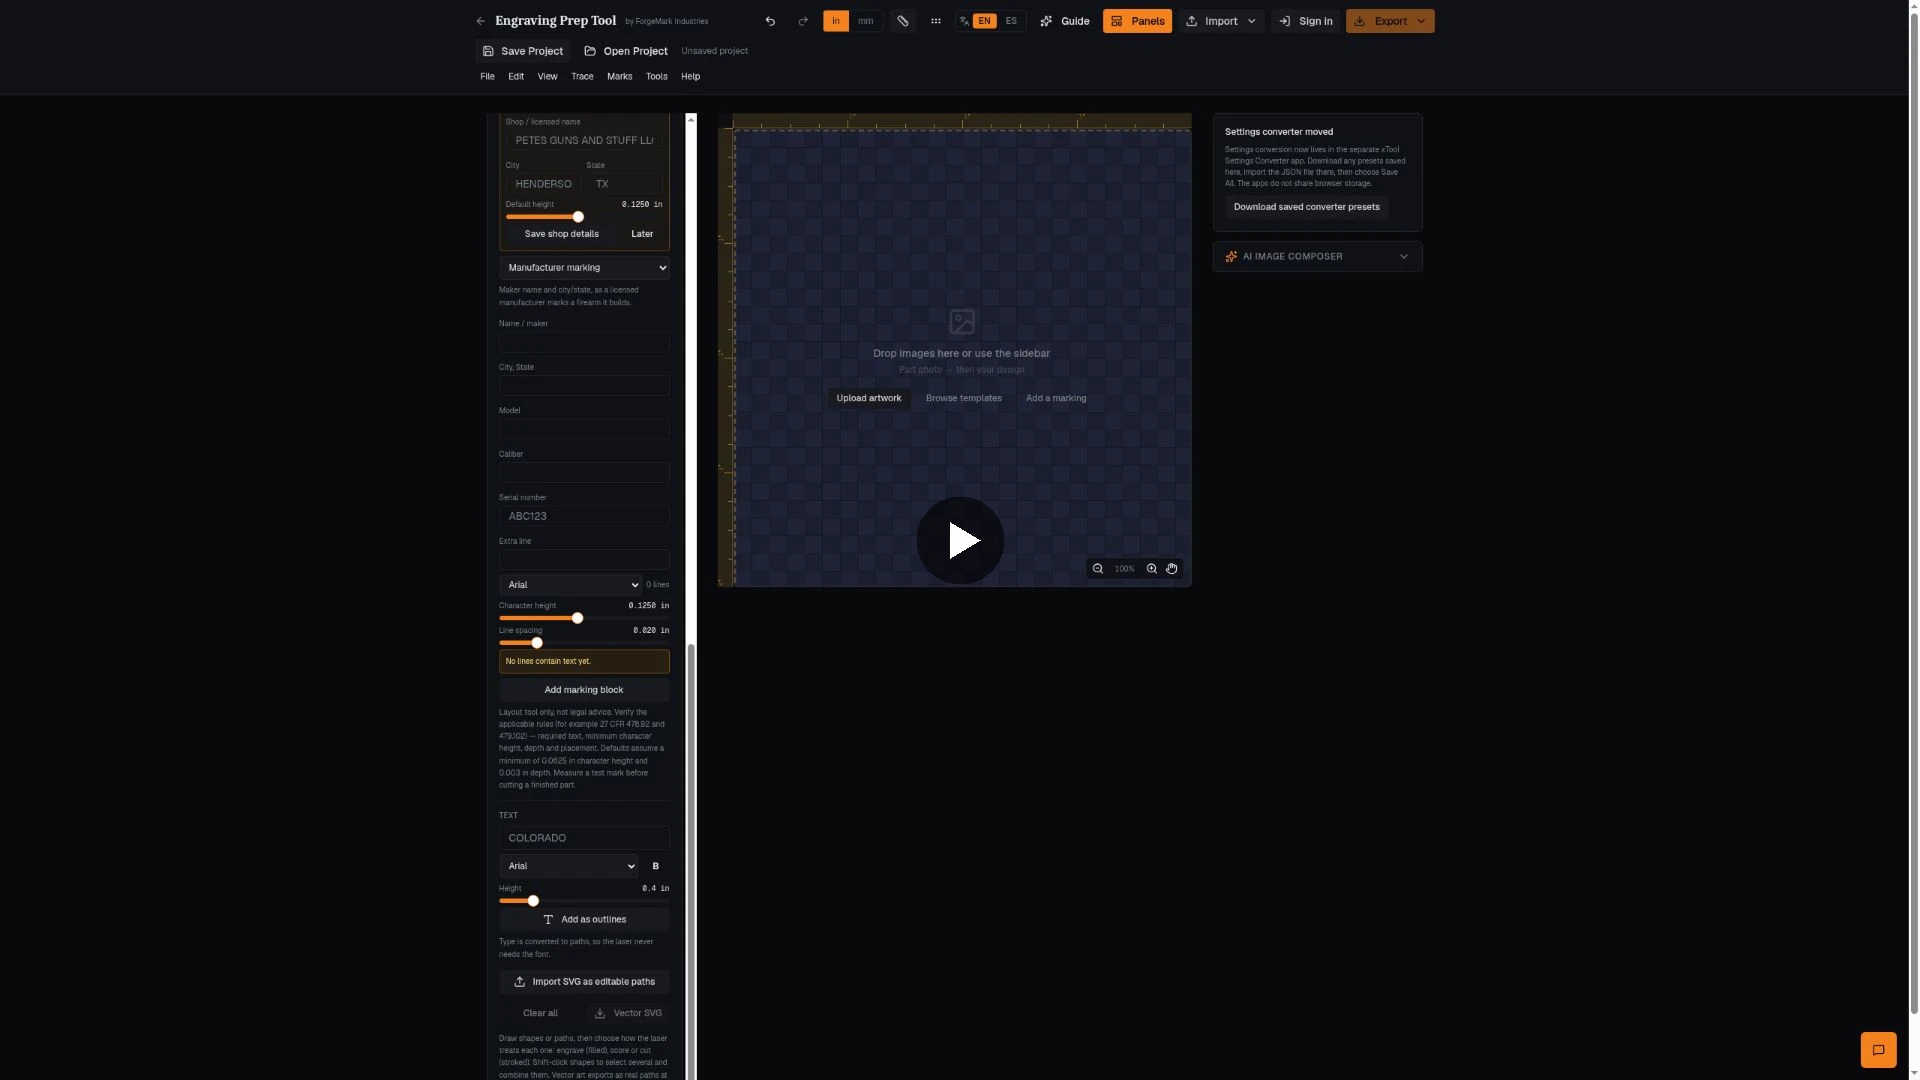 Engraving Prep Tool by ForgeMark Industries
in mm
EN ES
Guide
Panels
Import
Sign in
Export
Save Project
Open Project
Unsaved project
File Edit View Trace Marks Tools Help
Shop / licensed name
PETES GUNS AND STUFF LL
City State
HENDERSO TX
Default height 0.1250 in
Save shop details Later
Manufacturer marking
Maker name and city/state, as a licensed
manufacturer marks a firearm it builds.
Name / maker
City, State
Model
Caliber
Serial number
ABC123
Extra line
Arial 0 lines
Character height 0.1250 in
Line spacing 0.020 in
No lines contain text yet.
Add marking block
Layout tool only, not legal advice. Verify the
applicable rules (for example 27 CFR 478.92 and
479.102) — required text, minimum character
height, depth and placement. Defaults assume a
minimum of 0.0625 in character height and
0.003 in depth. Measure a test mark before
cutting a finished part.
TEXT
COLORADO
Arial B
Height 0.4 in
Add as outlines
Type is converted to paths, so the laser never
needs the font.
Import SVG as editable paths
Clear all Vector SVG
Draw shapes or paths, then choose how the laser
treats each one: engrave (filled), score or cut
(stroked). Shift-click shapes to select several and
combine them. Vector art exports as real paths at
Drop images here or use the sidebar
Part photo → then your design
Upload artwork Browse templates Add a marking
100%
Settings converter moved
Settings conversion now lives in the separate xTool
Settings Converter app. Download any presets saved
here, import the JSON file there, then choose Save
All. The apps do not share browser storage.
Download saved converter presets
AI IMAGE COMPOSER